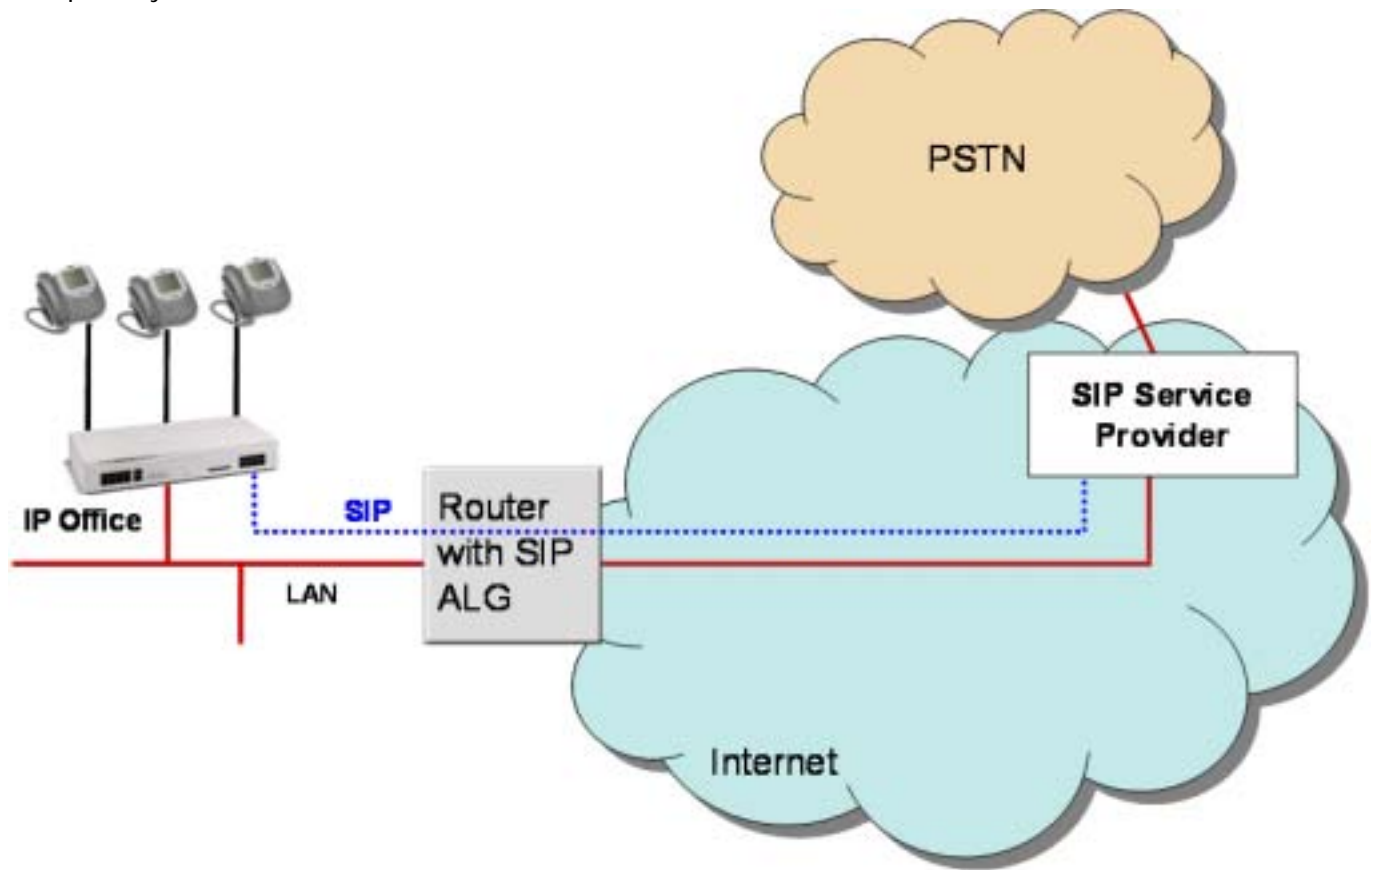 PSTN
SIP Service
Provider
IP Office
SIP
Router
with SIP
ALG
LAN
Internet